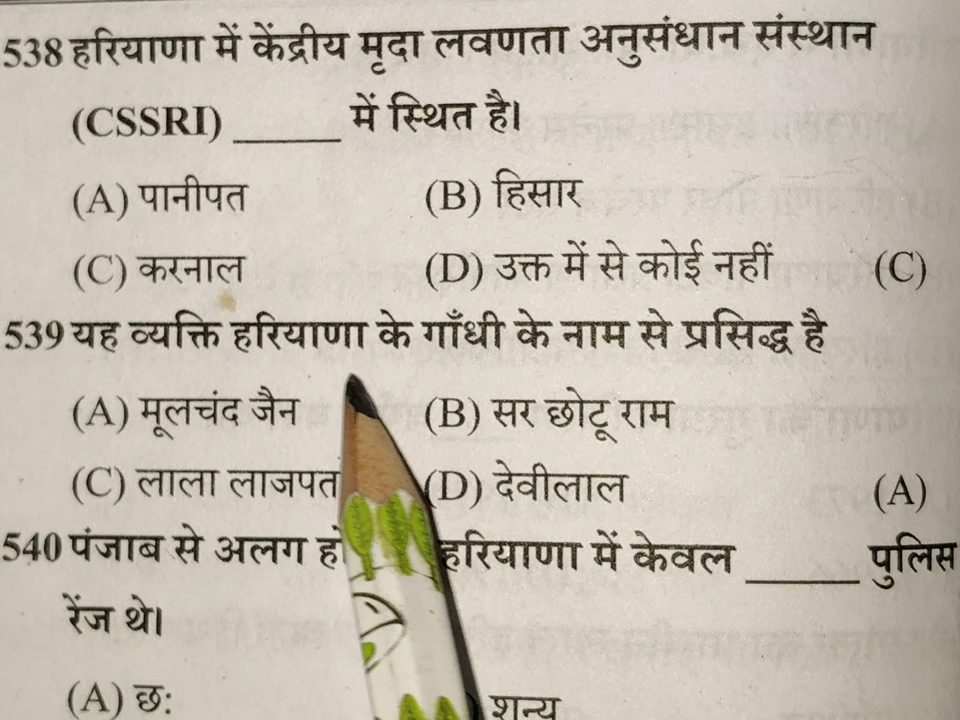 538 हरियाणा में केंद्रीय मृदा लवणता अनुसंधान संस्थान
(CSSRI) ______ में स्थित है।
(A) पानीपत (B) हिसार
(C) करनाल (D) उक्त में से कोई नहीं (C)
539 यह व्यक्ति हरियाणा के गाँधी के नाम से प्रसिद्ध है
(A) मूलचंद जैन (B) सर छोटू राम
(C) लाला लाजपत (D) देवीलाल (A)
540 पंजाब से अलग हरियाणा में केवल ______ पुलिस
रेंज थे।
(A) छः शून्य